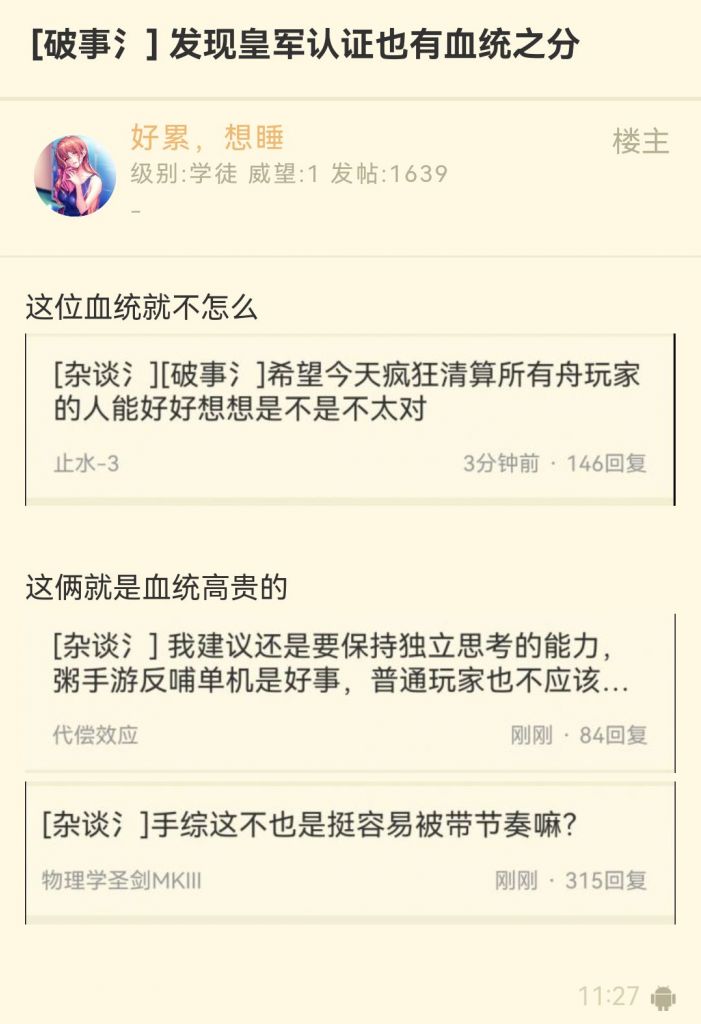 [破事氵] 发现皇军认证也有血统之分
好累，想睡
楼主
级别:学徒 威望:1 发帖:1639
-
这位血统就不怎么
[杂谈氵][破事氵]希望今天疯狂清算所有舟玩家
的人能好好想想是不是不太对
止水-3
3分钟前 · 146回复
这俩就是血统高贵的
[杂谈氵] 我建议还是要保持独立思考的能力，
粥手游反哺单机是好事，普通玩家也不应该...
代偿效应
刚刚 · 84回复
[杂谈氵]手综这不也是挺容易被带节奏嘛？
物理学圣剑MKIII
刚刚 · 315回复
11:27